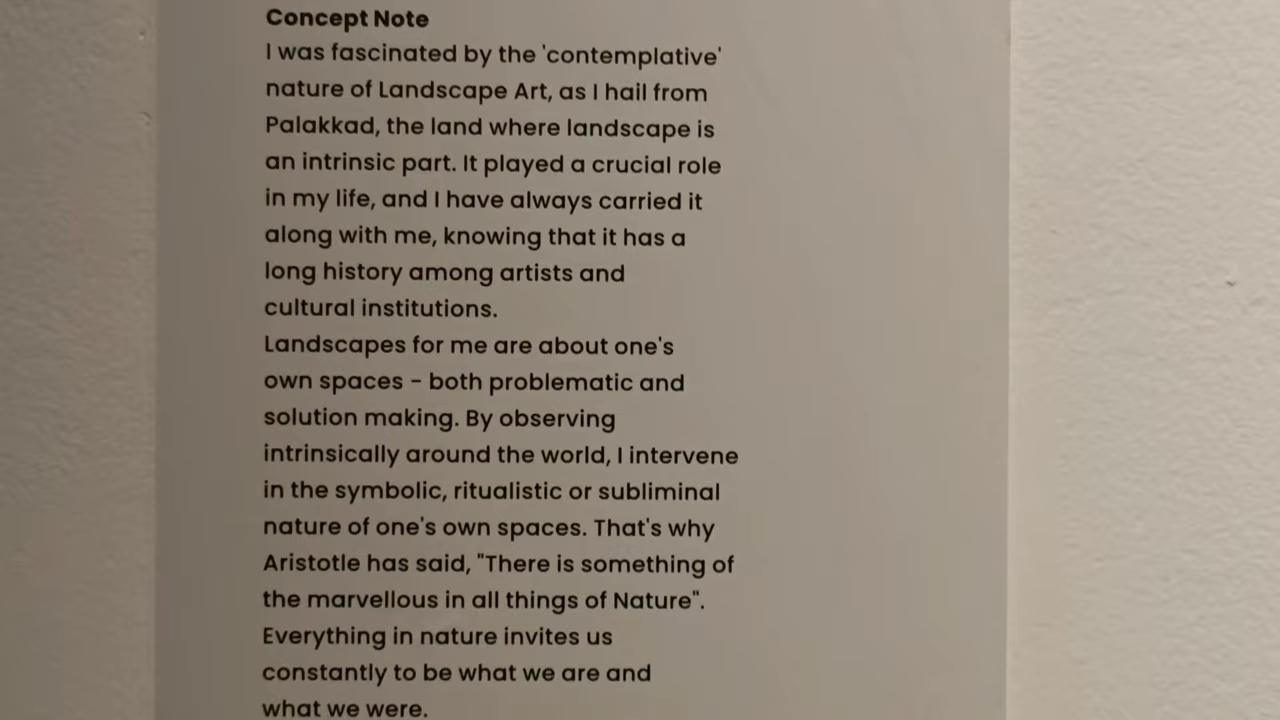 Concept Note
I was fascinated by the 'contemplative'
nature of Landscape Art, as I hail from
Palakkad, the land where landscape is
an intrinsic part. It played a crucial role
in my life, and I have always carried it
along with me, knowing that it has a
long history among artists and
cultural institutions.
Landscapes for me are about one's
own spaces - both problematic and
solution making. By observing
intrinsically around the world, I intervene
in the symbolic, ritualistic or subliminal
nature of one's own spaces. That's why
Aristotle has said, "There is something of
the marvellous in all things of Nature".
Everything in nature invites us
constantly to be what we are and
what we were.